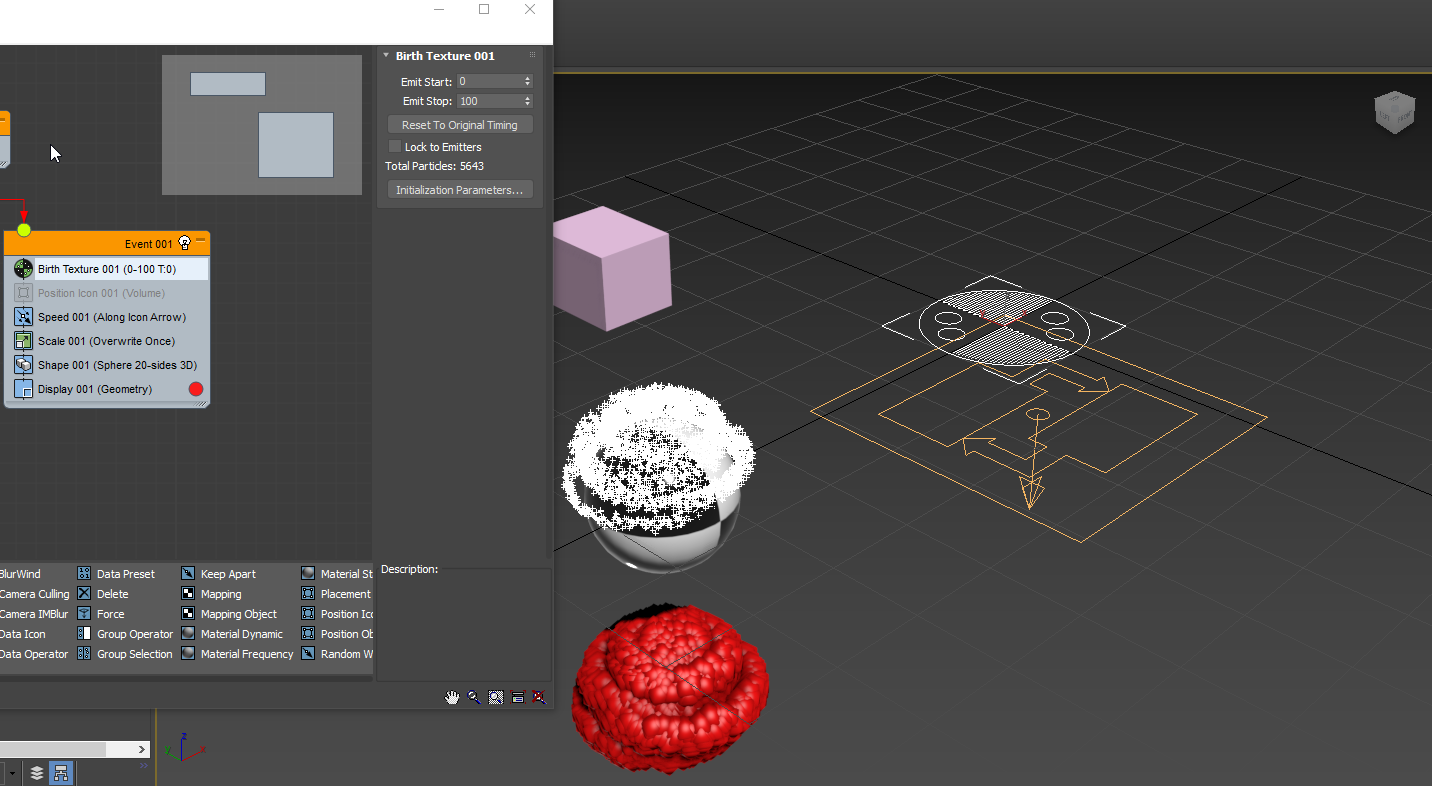 Birth Texture 001
Emit Start: 0
Emit Stop: 100
Reset To Original Timing
Lock to Emitters
Total Particles: 5643
Initialization Parameters...
Event 001
Birth Texture 001 (0-100 T:0)
Position Icon 001 (Volume)
Speed 001 (Along Icon Arrow)
Scale 001 (Overwrite Once)
Shape 001 (Sphere 20-sides 3D)
Display 001 (Geometry)
Description:
BlurWind Data Preset Keep Apart Material St
Camera Culling Delete Mapping Placement
Camera IMBlur Force Mapping Object Position Ic
Data Icon Group Operator Material Dynamic Position Ob
Data Operator Group Selection Material Frequency Random W
z
y x